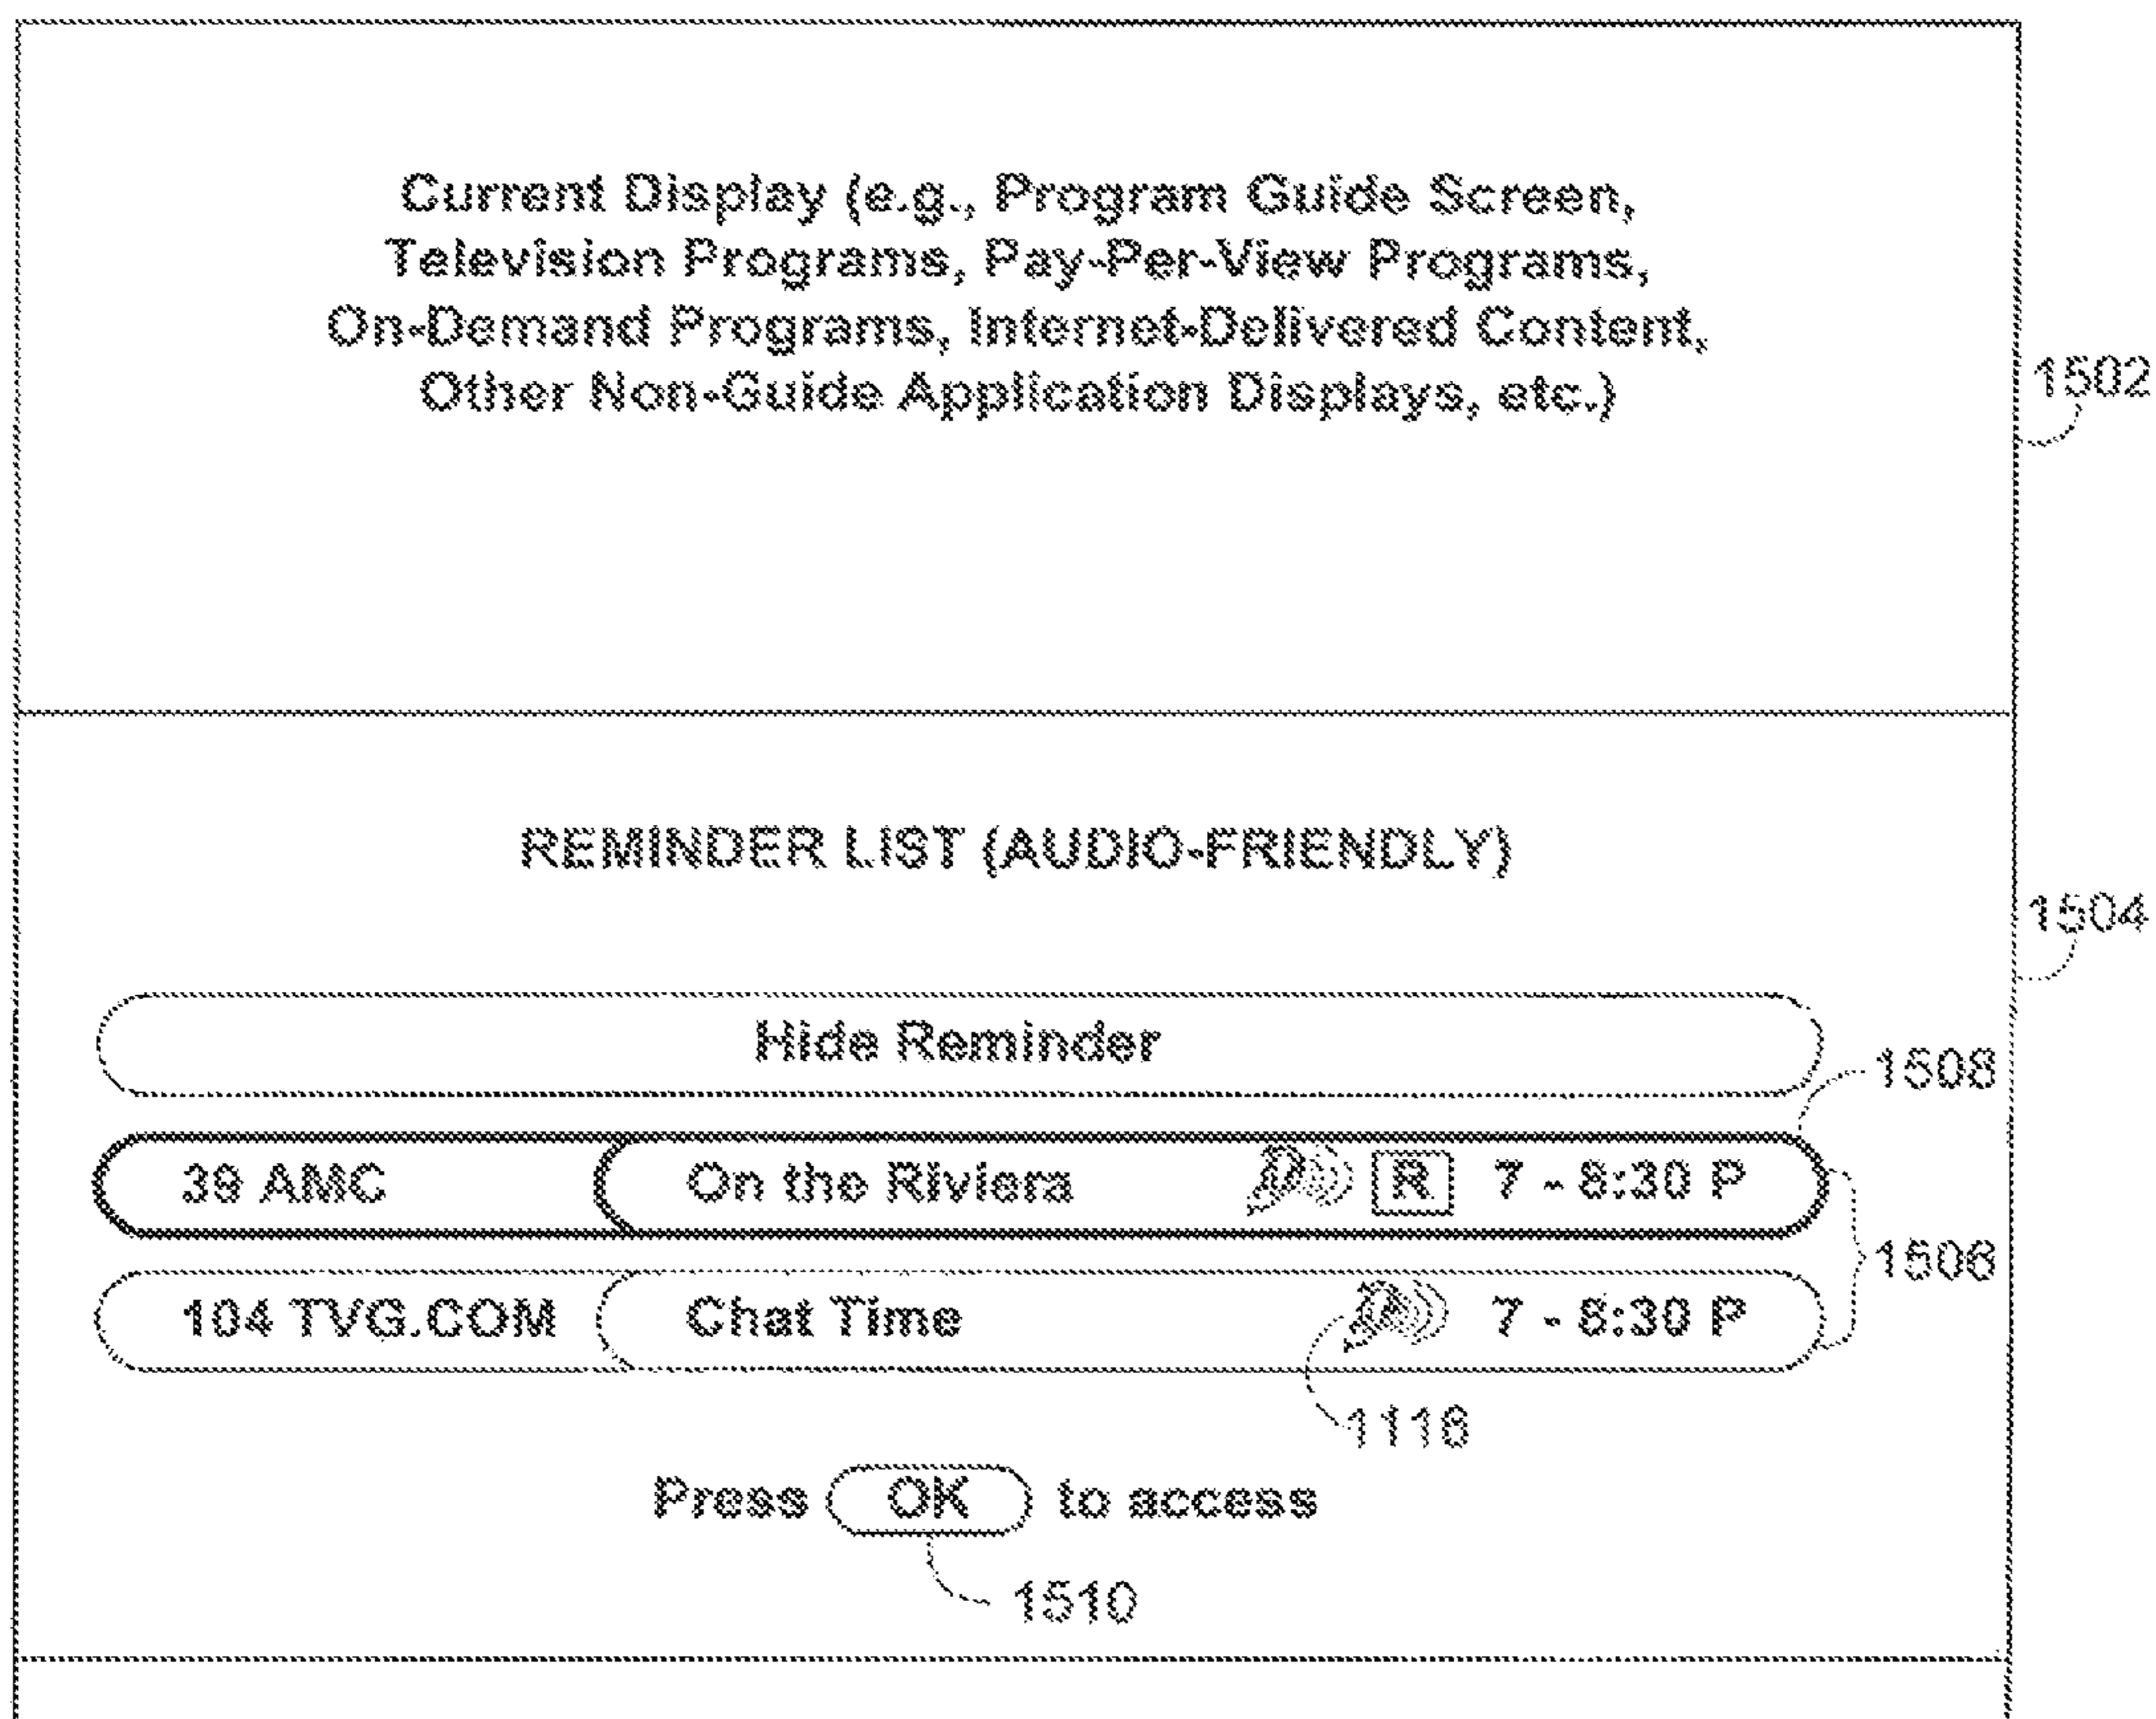 Current Display (e.g., Program Guide Screen,
Television Programs, Pay-Per-View Programs,
On-Demand Programs, Internet-Delivered Content,
Other Non-Guide Application Displays, etc.)
1502
REMINDER LIST (AUDIO-FRIENDLY)
1504
Hide Reminder
1508
39 AMC On the Riviera R 7 - 8:30 P
1506
104 TVG.COM Chat Time 7 - 8:30 P
1116
Press OK to access
1510